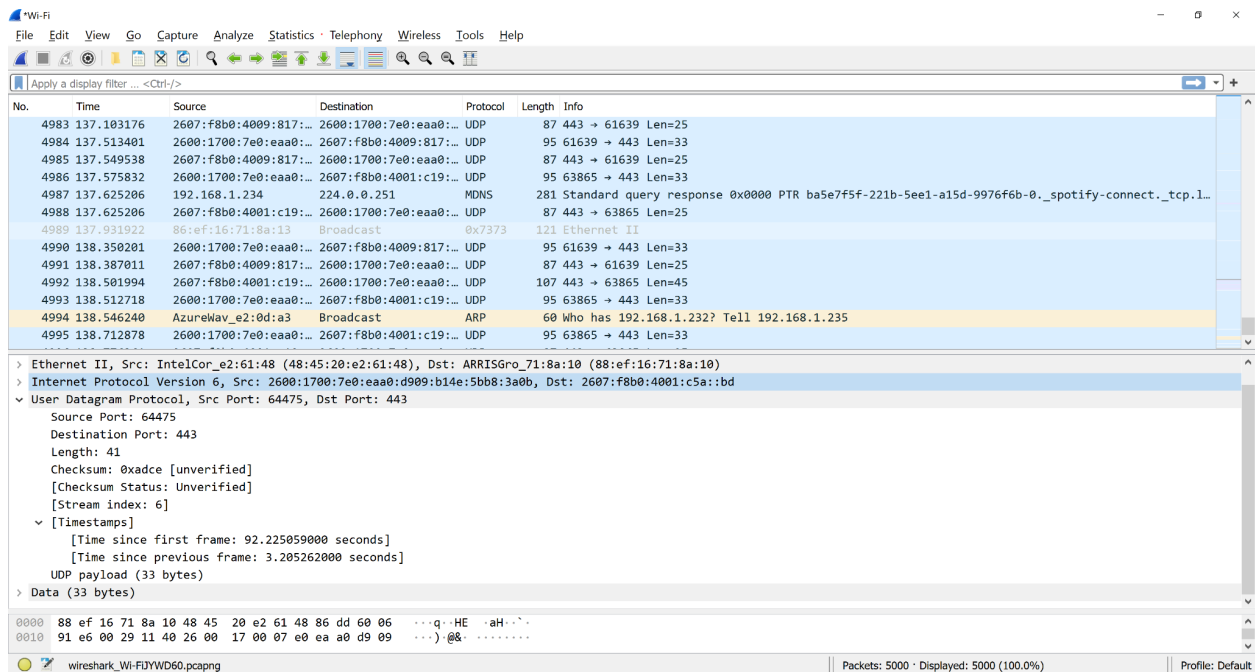 *Wi-Fi
File Edit View Go Capture Analyze Statistics Telephony Wireless Tools Help
Apply a display filter ... <Ctrl-/>
No. Time Source Destination Protocol Length Info
4983 137.103176 2607:f8b0:4009:817:… 2600:1700:7e0:eaa0:… UDP 87 443 → 61639 Len=25
4984 137.513401 2600:1700:7e0:eaa0:… 2607:f8b0:4009:817:… UDP 95 61639 → 443 Len=33
4985 137.549538 2607:f8b0:4009:817:… 2600:1700:7e0:eaa0:… UDP 87 443 → 61639 Len=25
4986 137.575832 2600:1700:7e0:eaa0:… 2607:f8b0:4001:c19:… UDP 95 63865 → 443 Len=33
4987 137.625206 192.168.1.234 224.0.0.251 MDNS 281 Standard query response 0x0000 PTR ba5e7f5f-221b-5ee1-a15d-9976f6b-0._spotify-connect._tcp.l…
4988 137.625206 2607:f8b0:4001:c19:… 2600:1700:7e0:eaa0:… UDP 87 443 → 63865 Len=25
4989 137.931922 86:ef:16:71:8a:13 Broadcast 0x7373 121 Ethernet II
4990 138.350201 2600:1700:7e0:eaa0:… 2607:f8b0:4009:817:… UDP 95 61639 → 443 Len=33
4991 138.387011 2607:f8b0:4009:817:… 2600:1700:7e0:eaa0:… UDP 87 443 → 61639 Len=25
4992 138.501994 2607:f8b0:4001:c19:… 2600:1700:7e0:eaa0:… UDP 107 443 → 63865 Len=45
4993 138.512718 2600:1700:7e0:eaa0:… 2607:f8b0:4001:c19:… UDP 95 63865 → 443 Len=33
4994 138.546240 AzureWav_e2:0d:a3 Broadcast ARP 60 Who has 192.168.1.232? Tell 192.168.1.235
4995 138.712878 2600:1700:7e0:eaa0:… 2607:f8b0:4001:c19:… UDP 95 63865 → 443 Len=33
Ethernet II, Src: IntelCor_e2:61:48 (48:45:20:e2:61:48), Dst: ARRISGro_71:8a:10 (88:ef:16:71:8a:10)
Internet Protocol Version 6, Src: 2600:1700:7e0:eaa0:d909:b14e:5bb8:3a0b, Dst: 2607:f8b0:4001:c5a::bd
User Datagram Protocol, Src Port: 64475, Dst Port: 443
Source Port: 64475
Destination Port: 443
Length: 41
Checksum: 0xadce [unverified]
[Checksum Status: Unverified]
[Stream index: 6]
[Timestamps]
[Time since first frame: 92.225059000 seconds]
[Time since previous frame: 3.205262000 seconds]
UDP payload (33 bytes)
Data (33 bytes)
0000 88 ef 16 71 8a 10 48 45 20 e2 61 48 86 dd 60 06 ···q··HE ·aH··`·
0010 91 e6 00 29 11 40 26 00 17 00 07 e0 ea a0 d9 09 ···)·@&· ········
wireshark_Wi-FiJYWD60.pcapng Packets: 5000 · Displayed: 5000 (100.0%) Profile: Default